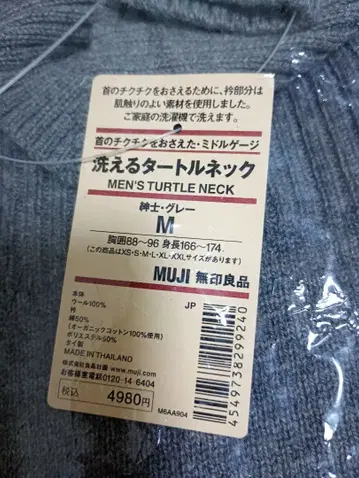 首のチクチクをおさえるために、衿部分は
肌触りのよい素材を使用しました。
ご家庭の洗濯機で洗えます。
首のチクチクをおさえた・ミドルゲージ
洗えるタートルネック
MEN'S TURTLE NECK
紳士・グレー
M
胸囲88～96 身長166～174
(この商品はXS・S・M・L・XL・XXLサイズがあります)
MUJI 無印良品
JP
本体
ウール100%
衿
綿50%
(オーガニックコットン100%使用)
ポリエステル50%
タイ製
MADE IN THAILAND
株式会社良品計画 www.muji.com
お客様室電話0120-14-6404
税込 4980円
M6AA904
4549738299240